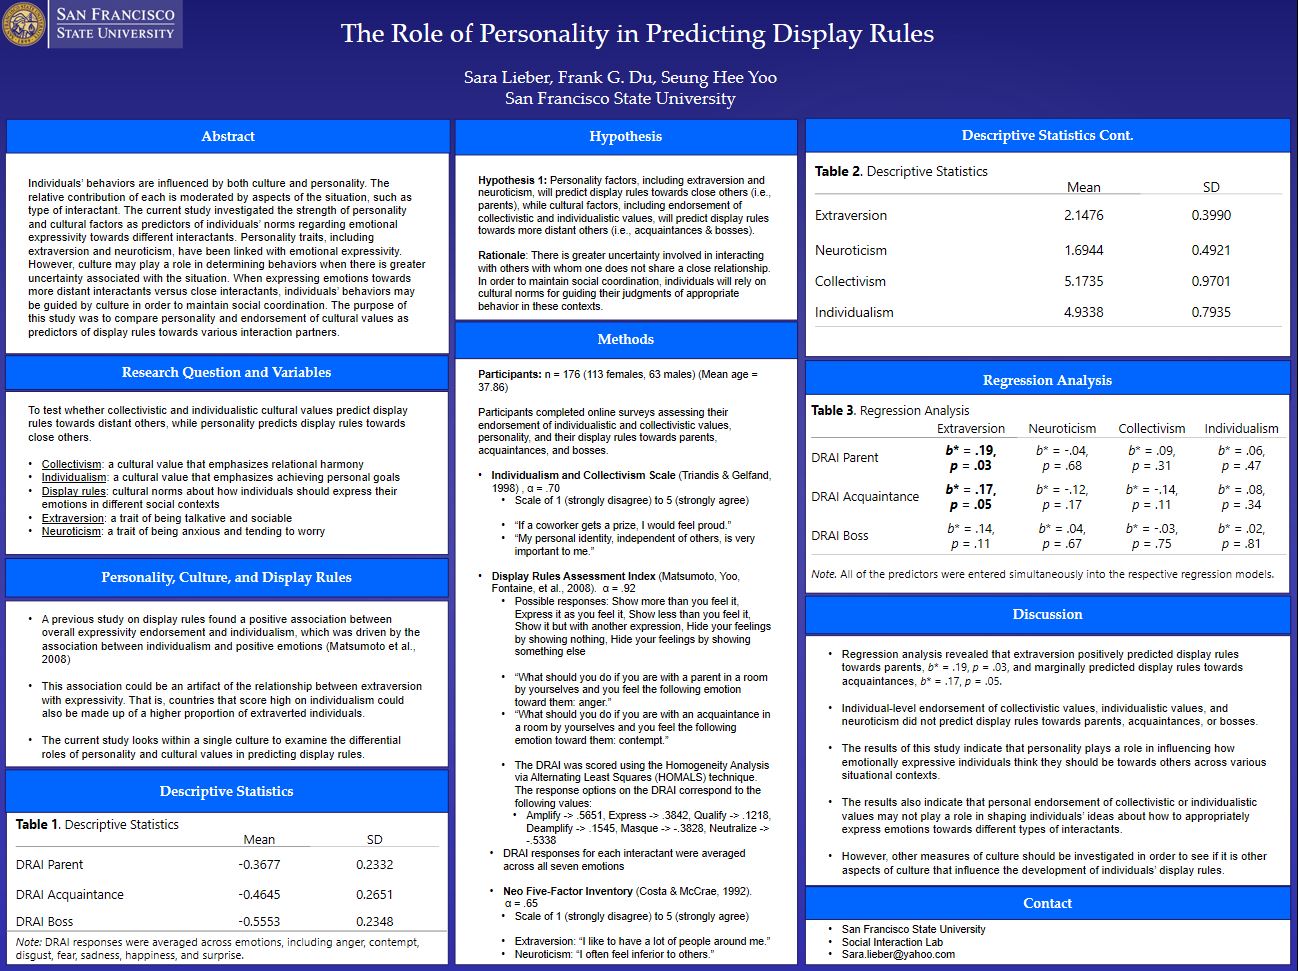 SAN FRANCISCO
STATE UNIVERSITY
The Role of Personality in Predicting Display Rules
Sara Lieber, Frank G. Du, Seung Hee Yoo
San Francisco State University
Abstract
Individuals' behaviors are influenced by both culture and personality. The
relative contribution of each is moderated by aspects of the situation, such as
type of interactant. The current study investigated the strength of personality
and cultural factors as predictors of individuals' norms regarding emotional
expressivity towards different interactants. Personality traits, including
extraversion and neuroticism, have been linked with emotional expressivity.
However, culture may play a role in determining behaviors when there is greater
uncertainty associated with the situation. When expressing emotions towards
more distant interactants versus close interactants, individuals' behaviors may
be guided by culture in order to maintain social coordination. The purpose of
this study was to compare personality and endorsement of cultural values as
predictors of display rules towards various interaction partners.
Research Question and Variables
To test whether collectivistic and individualistic cultural values predict display
rules towards distant others, while personality predicts display rules towards
close others.
• Collectivism: a cultural value that emphasizes relational harmony
• Individualism: a cultural value that emphasizes achieving personal goals
• Display rules: cultural norms about how individuals should express their
emotions in different social contexts
• Extraversion: a trait of being talkative and sociable
• Neuroticism: a trait of being anxious and tending to worry
Personality, Culture, and Display Rules
• A previous study on display rules found a positive association between
overall expressivity endorsement and individualism, which was driven by the
association between individualism and positive emotions (Matsumoto et al.,
2008)
• This association could be an artifact of the relationship between extraversion
with expressivity. That is, countries that score high on individualism could
also be made up of a higher proportion of extraverted individuals.
• The current study looks within a single culture to examine the differential
roles of personality and cultural values in predicting display rules.
Descriptive Statistics
Table 1. Descriptive Statistics
Mean SD
DRAI Parent -0.3677 0.2332
DRAI Acquaintance -0.4645 0.2651
DRAI Boss -0.5553 0.2348
Note: DRAI responses were averaged across emotions, including anger, contempt,
disgust, fear, sadness, happiness, and surprise.
Hypothesis
Hypothesis 1: Personality factors, including extraversion and
neuroticism, will predict display rules towards close others (i.e.,
parents), while cultural factors, including endorsement of
collectivistic and individualistic values, will predict display rules
towards more distant others (i.e., acquaintances & bosses).
Rationale: There is greater uncertainty involved in interacting
with others with whom one does not share a close relationship.
In order to maintain social coordination, individuals will rely on
cultural norms for guiding their judgments of appropriate
behavior in these contexts.
Methods
Participants: n = 176 (113 females, 63 males) (Mean age =
37.86)
Participants completed online surveys assessing their
endorsement of individualistic and collectivistic values,
personality, and their display rules towards parents,
acquaintances, and bosses.
• Individualism and Collectivism Scale (Triandis & Gelfand,
1998) , α = .70
• Scale of 1 (strongly disagree) to 5 (strongly agree)
• “If a coworker gets a prize, I would feel proud.”
• “My personal identity, independent of others, is very
important to me.”
• Display Rules Assessment Index (Matsumoto, Yoo,
Fontaine, et al., 2008). α = .92
• Possible responses: Show more than you feel it,
Express it as you feel it, Show less than you feel it,
Show it but with another expression, Hide your feelings
by showing nothing, Hide your feelings by showing
something else
• “What should you do if you are with a parent in a room
by yourselves and you feel the following emotion
toward them: anger.”
• “What should you do if you are with an acquaintance in
a room by yourselves and you feel the following
emotion toward them: contempt.”
• The DRAI was scored using the Homogeneity Analysis
via Alternating Least Squares (HOMALS) technique.
The response options on the DRAI correspond to the
following values:
• Amplify -> .5651, Express -> .3842, Qualify -> .1218,
Deamplify -> .1545, Masque -> -.3828, Neutralize ->
-.5338
• DRAI responses for each interactant were averaged
across all seven emotions
• Neo Five-Factor Inventory (Costa & McCrae, 1992).
α = .65
• Scale of 1 (strongly disagree) to 5 (strongly agree)
• Extraversion: “I like to have a lot of people around me.”
• Neuroticism: “I often feel inferior to others.”
Descriptive Statistics Cont.
Table 2. Descriptive Statistics
Mean SD
Extraversion 2.1476 0.3990
Neuroticism 1.6944 0.4921
Collectivism 5.1735 0.9701
Individualism 4.9338 0.7935
Regression Analysis
Table 3. Regression Analysis
Extraversion Neuroticism Collectivism Individualism
DRAI Parent b* = .19, p = .03 b* = -.04, p = .68 b* = .09, p = .31 b* = .06, p = .47
DRAI Acquaintance b* = .17, p = .05 b* = -.12, p = .17 b* = -.14, p = .11 b* = .08, p = .34
DRAI Boss b* = .14, p = .11 b* = .04, p = .67 b* = -.03, p = .75 b* = .02, p = .81
Note. All of the predictors were entered simultaneously into the respective regression models.
Discussion
• Regression analysis revealed that extraversion positively predicted display rules
towards parents, b* = .19, p = .03, and marginally predicted display rules towards
acquaintances, b* = .17, p = .05.
• Individual-level endorsement of collectivistic values, individualistic values, and
neuroticism did not predict display rules towards parents, acquaintances, or bosses.
• The results of this study indicate that personality plays a role in influencing how
emotionally expressive individuals think they should be towards others across various
situational contexts.
• The results also indicate that personal endorsement of collectivistic or individualistic
values may not play a role in shaping individuals' ideas about how to appropriately
express emotions towards different types of interactants.
• However, other measures of culture should be investigated in order to see if it is other
aspects of culture that influence the development of individuals' display rules.
Contact
• San Francisco State University
• Social Interaction Lab
• Sara.lieber@yahoo.com